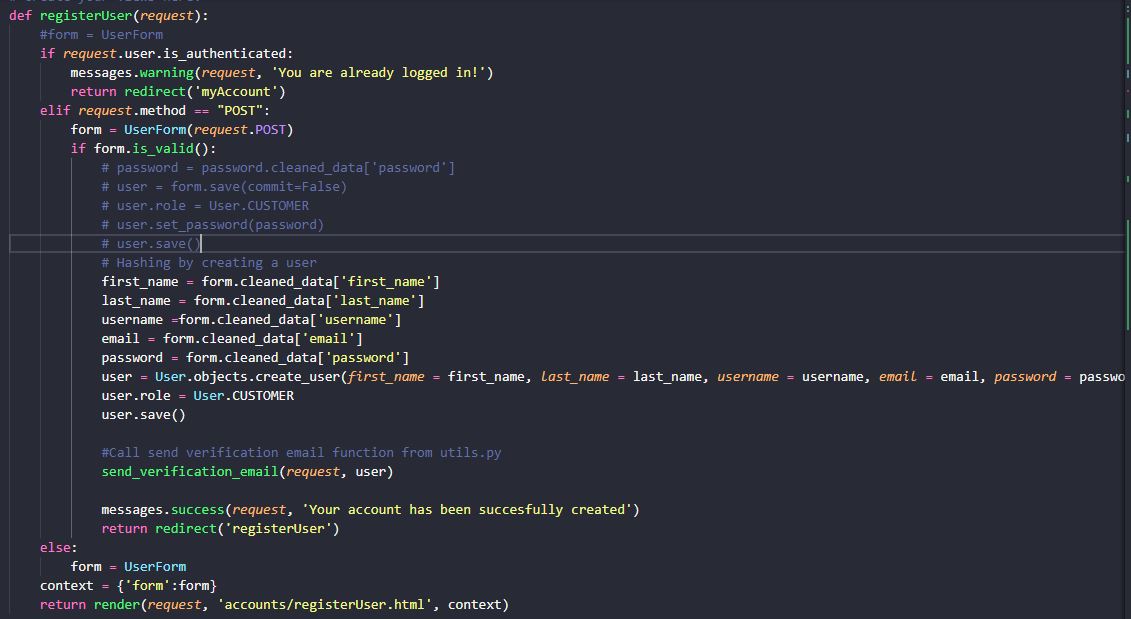 def registerUser(request):
    #form = UserForm
    if request.user.is_authenticated:
        messages.warning(request, 'You are already logged in!')
        return redirect('myAccount')
    elif request.method == "POST":
        form = UserForm(request.POST)
        if form.is_valid():
            # password = password.cleaned_data['password']
            # user = form.save(commit=False)
            # user.role = User.CUSTOMER
            # user.set_password(password)
            # user.save()
            # Hashing by creating a user
            first_name = form.cleaned_data['first_name']
            last_name = form.cleaned_data['last_name']
            username =form.cleaned_data['username']
            email = form.cleaned_data['email']
            password = form.cleaned_data['password']
            user = User.objects.create_user(first_name = first_name, last_name = last_name, username = username, email = email, password = passwo
            user.role = User.CUSTOMER
            user.save()

            #Call send verification email function from utils.py
            send_verification_email(request, user)

            messages.success(request, 'Your account has been succesfully created')
            return redirect('registerUser')
    else:
        form = UserForm
    context = {'form':form}
    return render(request, 'accounts/registerUser.html', context)